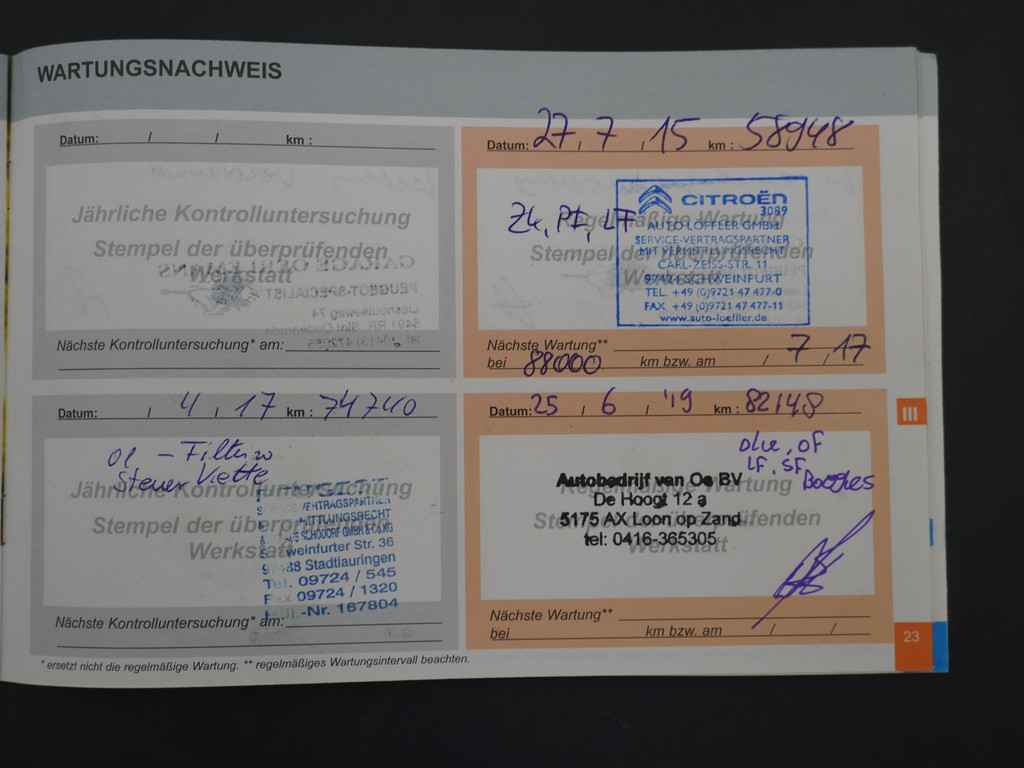 WARTUNGSNACHWEIS
Datum: / / km :
Jährliche Kontrolluntersuchung
Stempel der überprüfenden
Werkstatt
Nächste Kontrolluntersuchung* am:
Datum: 27 / 7 / 15 km : 58948
Regelmäßige Wartung
Stempel der überprüfenden
Werkstatt
LF
CITROËN
3089
AUTO LÖFFLER GMBH
SERVICE-VERTRAGSPARTNER
MIT VERMITTLUNGSRECHT
CARL-ZEISS-STR. 11
97424 SCHWEINFURT
TEL. +49 (0)9721 47 477-0
FAX +49 (0)9721 47 477-11
www.auto-loeffler.de
Nächste Wartung**
bei 88000 km bzw. am / 7 / 17
Datum: / 4 / 17 km : 74740
Öl - Filter
Steuer
Jährliche Kontrolluntersuchung
Stempel der überprüfenden
Werkstatt
VERTRAGSPARTNER
MITTLUNGSRECHT
weinfurter Str. 36
88 Stadtlauringen
Tel. 09724 / 545
Fax 09724 / 1320
-Nr. 167804
Nächste Kontrolluntersuchung* am:
Datum: 25 / 6 / '19 km : 82148
olie, OF
LF, SF
Bougies
Regelmäßige Wartung
Stempel der überprüfenden
Werkstatt
Autobedrijf van Os BV
De Hoogt 12 a
5175 AX Loon op Zand
tel: 0416-365305
Nächste Wartung**
bei km bzw. am / /
* ersetzt nicht die regelmäßige Wartung. ** regelmäßiges Wartungsintervall beachten.
III
23